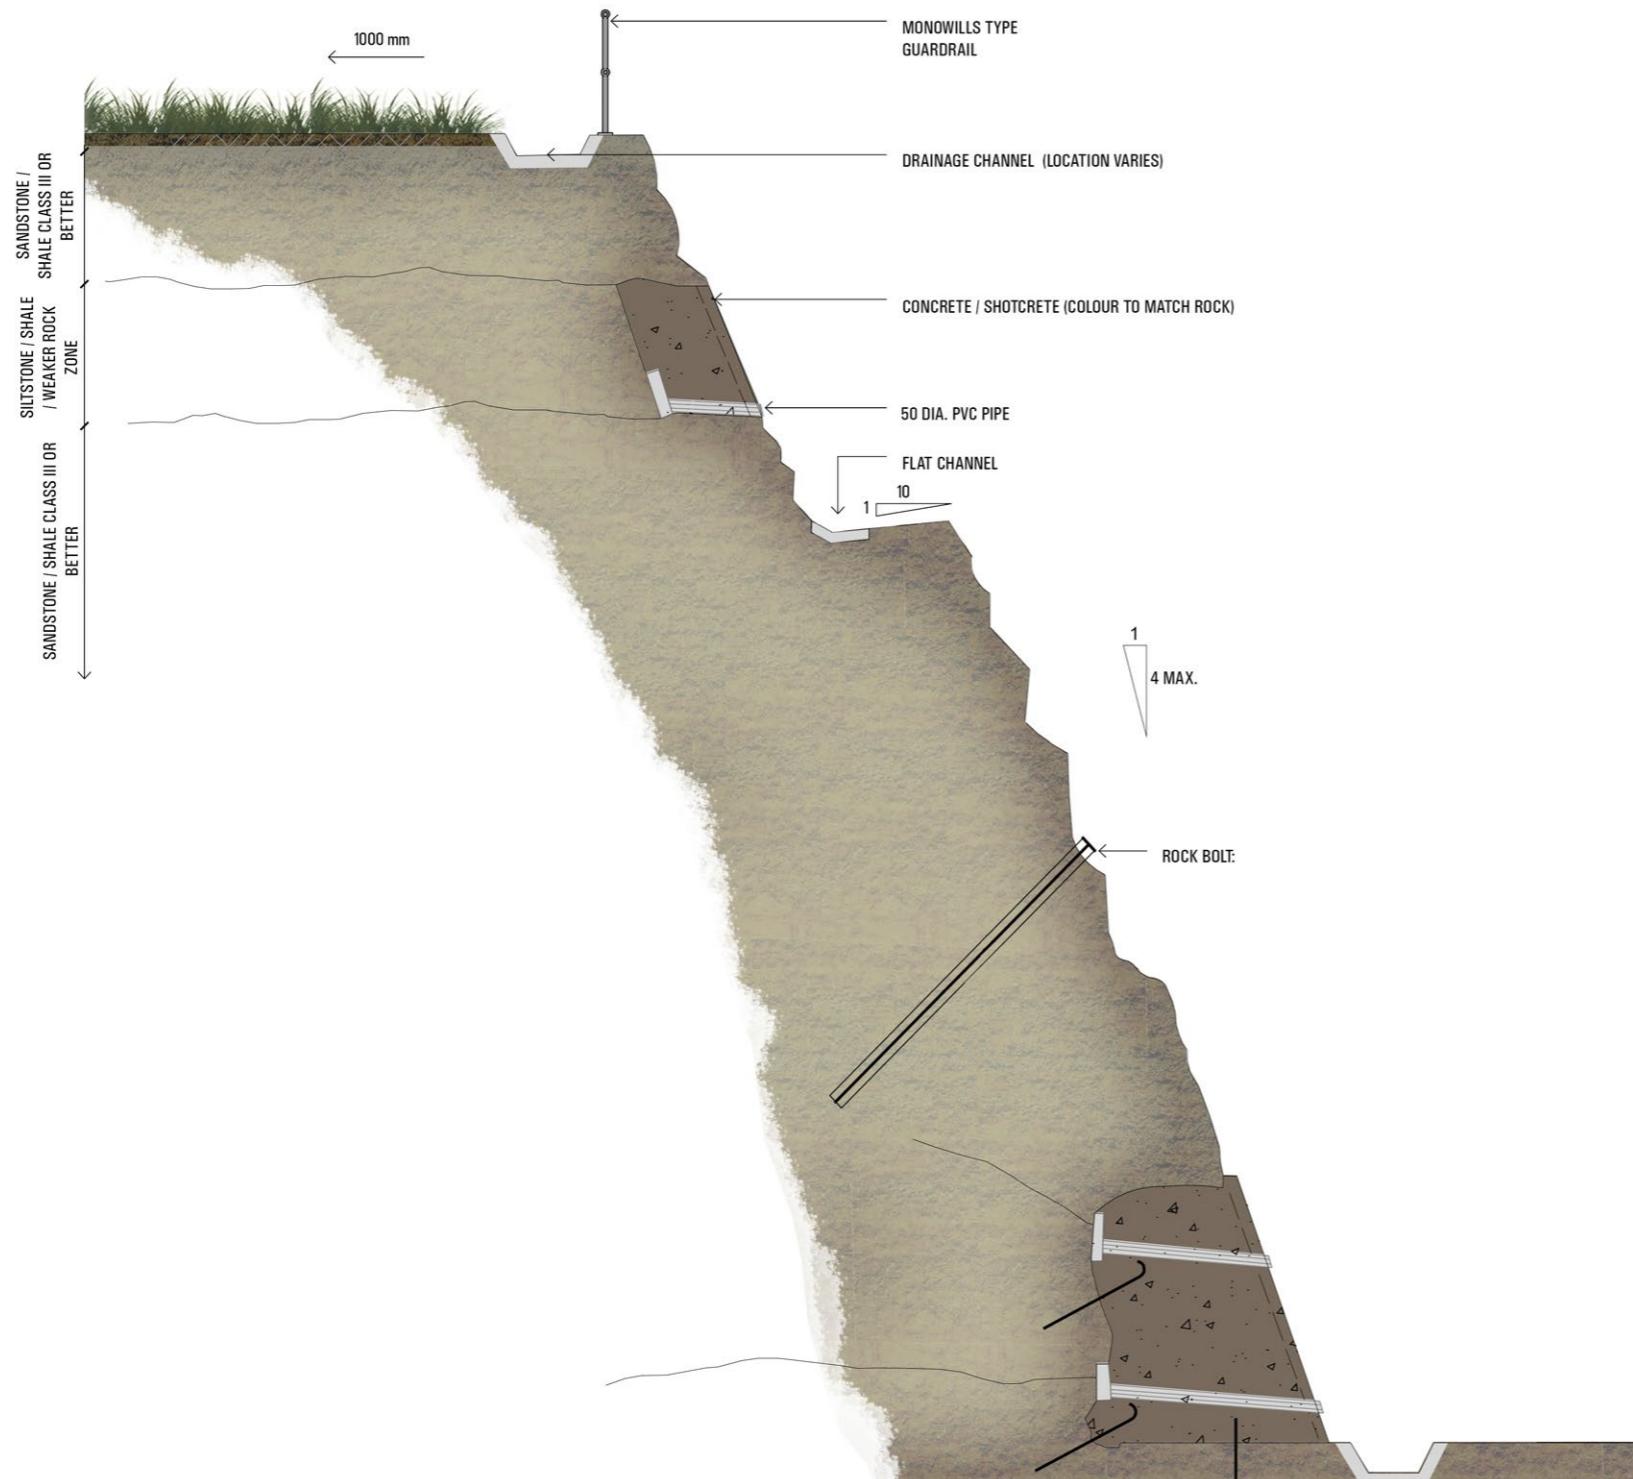 1000 mm
MONOWILLS TYPE
GUARDRAIL
DRAINAGE CHANNEL (LOCATION VARIES)
SANDSTONE /
SHALE CLASS III OR
BETTER
CONCRETE / SHOTCRETE (COLOUR TO MATCH ROCK)
SILTSTONE / SHALE
/ WEAKER ROCK
ZONE
50 DIA. PVC PIPE
FLAT CHANNEL
10
1
SANDSTONE / SHALE CLASS III OR
BETTER
1
4 MAX.
ROCK BOLT: